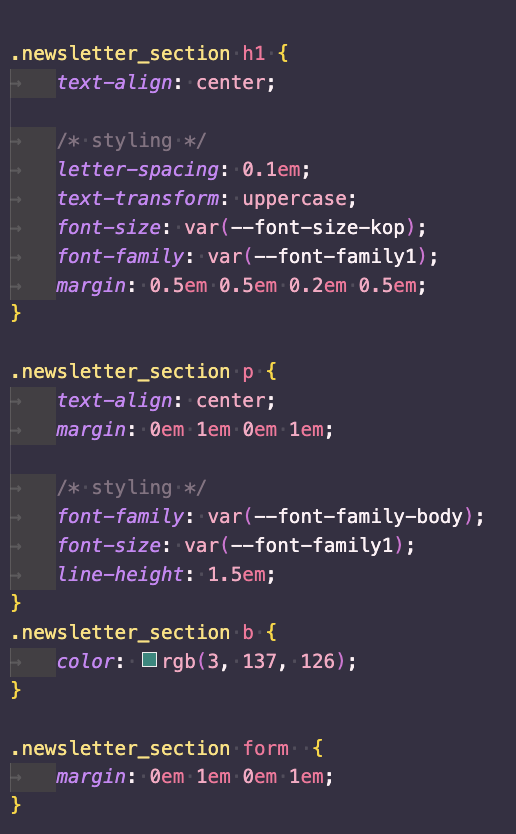 .newsletter_section h1 {
text-align: center;
/* styling */
letter-spacing: 0.1em;
text-transform: uppercase;
font-size: var(--font-size-kop);
font-family: var(--font-family1);
margin: 0.5em 0.5em 0.2em 0.5em;
}
.newsletter_section p {
text-align: center;
margin: 0em 1em 0em 1em;
/* styling */
font-family: var(--font-family-body);
font-size: var(--font-family1);
line-height: 1.5em;
}
.newsletter_section b {
color: rgb(3, 137, 126);
}
.newsletter_section form  {
margin: 0em 1em 0em 1em;
}